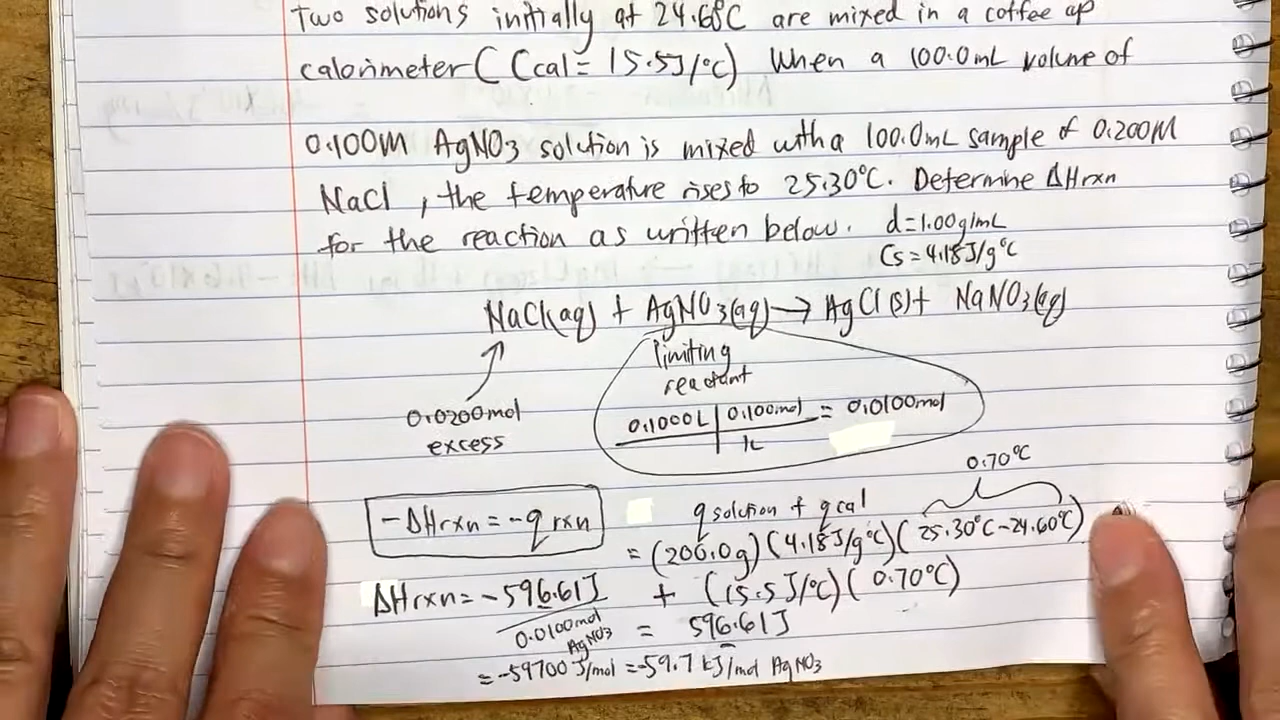 Two solutions initially at 24.60°C are mixed in a coffee cup
calorimeter (Ccal = 15.5J/°C) When a 100.0mL volume of
0.100M AgNO3 solution is mixed with a 100.0mL sample of 0.200M
NaCl, the temperature rises to 25.30°C. Determine ΔHrxn
for the reaction as written below. d=1.00g/mL
Cs=4.18J/g°C
NaCl(aq) + AgNO3(aq) → AgCl(s) + NaNO3(aq)
limiting
reactant
0.0200mol
excess
0.1000L | 0.100mol = 0.0100mol
1L
0.70°C
-ΔHrxn = -q rxn
q solution + q cal
= (200.0g)(4.18J/g°C)(25.30°C-24.60°C)
+ (15.5J/°C)(0.70°C)
= 596.61J
ΔHrxn = -596.61J
0.0100mol
AgNO3
= -59700 J/mol = -59.7 kJ/mol AgNO3